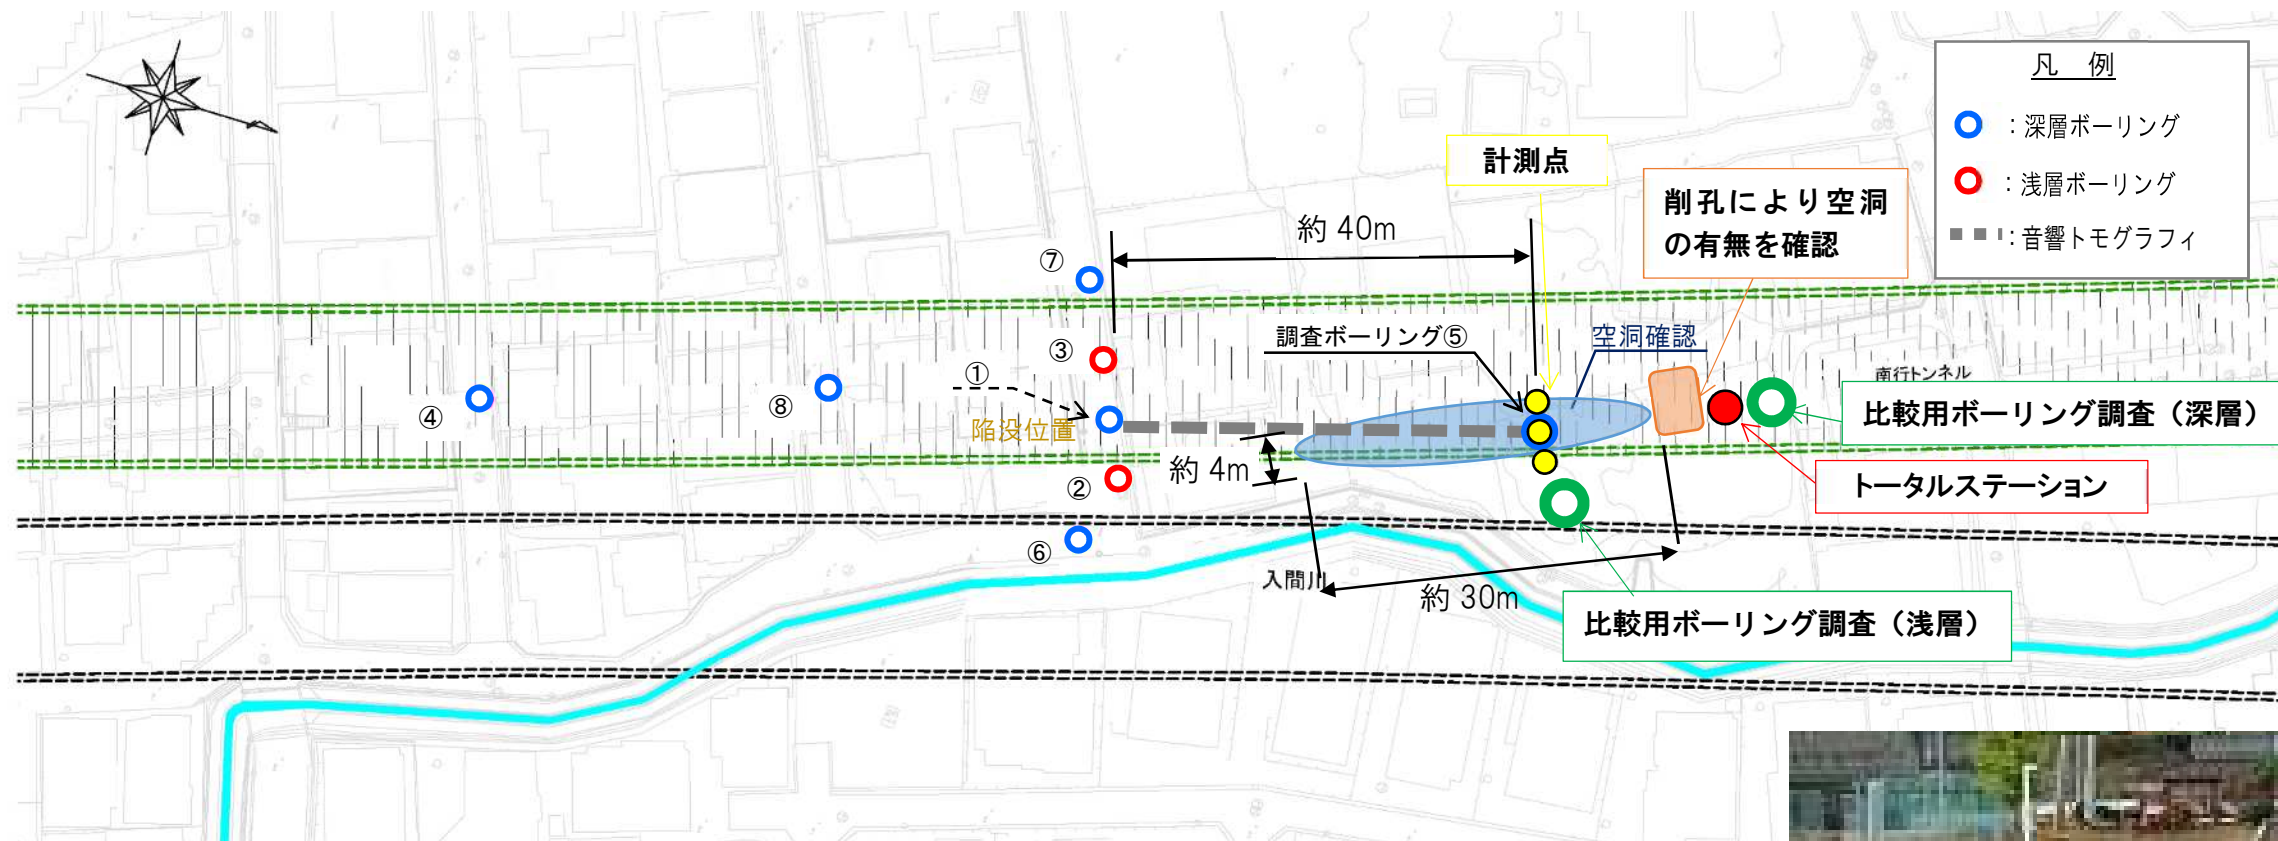 凡 例
:深層ボーリング
:浅層ボーリング
:音響トモグラフィ
計測点
削孔により空洞
の有無を確認
約 40m
⑦
③
調査ボーリング⑤
空洞確認
①
南行トンネル
④
⑧
陥没位置
比較用ボーリング調査（深層）
約 4m
②
トータルステーション
⑥
入間川
約 30m
比較用ボーリング調査（浅層）